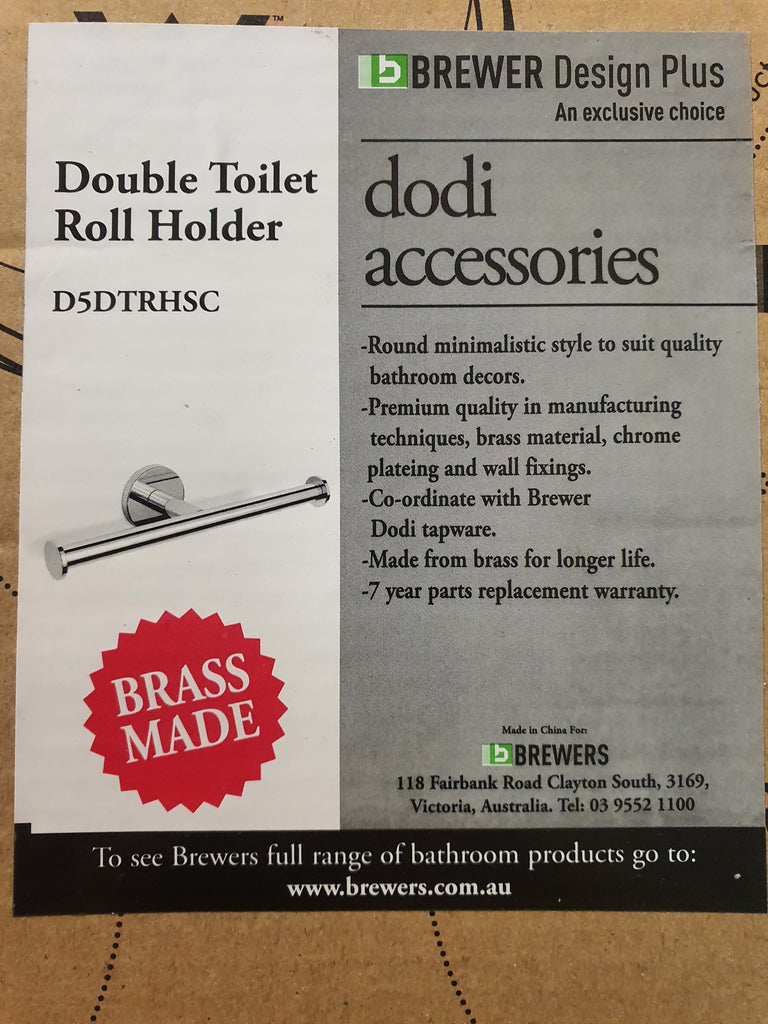 Double Toilet
Roll Holder
D5DTRHSC
BRASS
MADE
BREWER Design Plus
An exclusive choice
dodi
accessories
-Round minimalistic style to suit quality
bathroom decors.
-Premium quality in manufacturing
techniques, brass material, chrome
plateing and wall fixings.
-Co-ordinate with Brewer
Dodi tapware.
-Made from brass for longer life.
-7 year parts replacement warranty.
Made in China For:
BREWERS
118 Fairbank Road Clayton South, 3169,
Victoria, Australia. Tel: 03 9552 1100
To see Brewers full range of bathroom products go to:
www.brewers.com.au